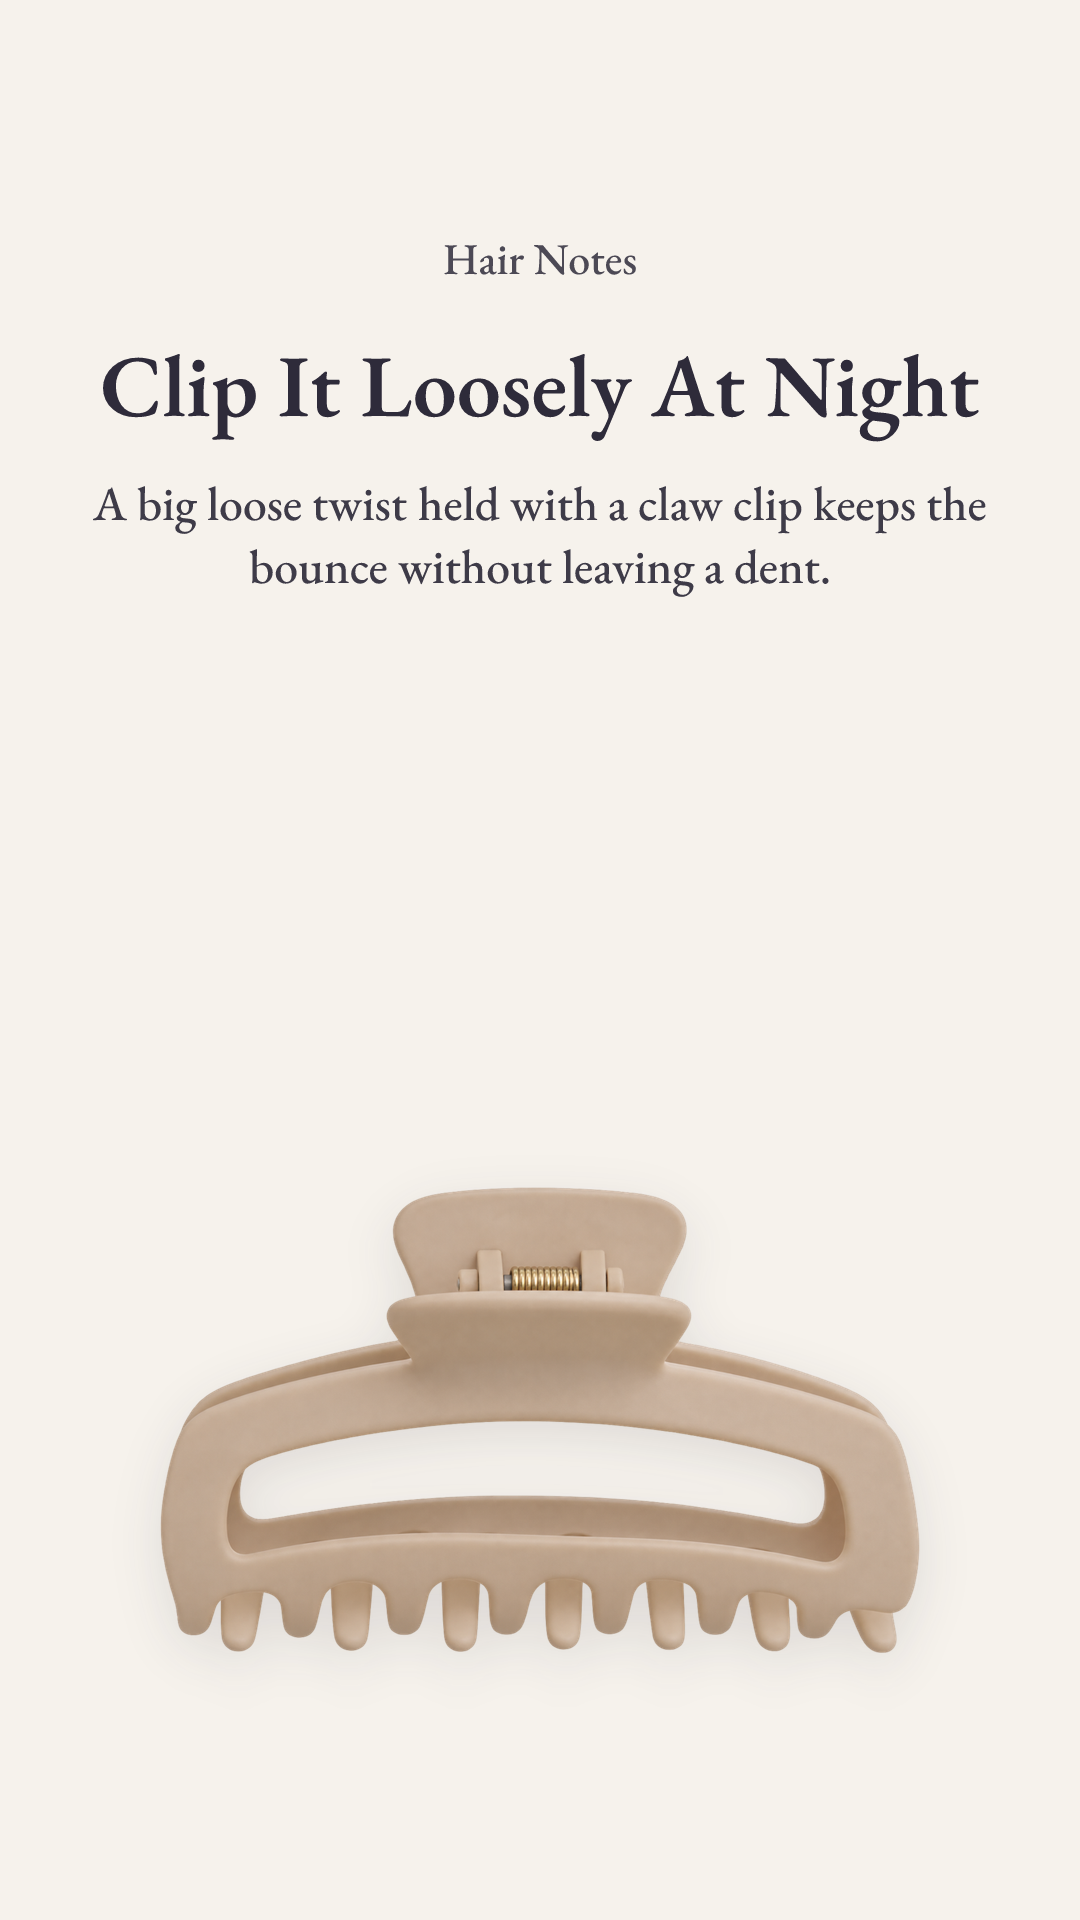 Hair Notes
Clip It Loosely At Night
A big loose twist held with a claw clip keeps the
bounce without leaving a dent.